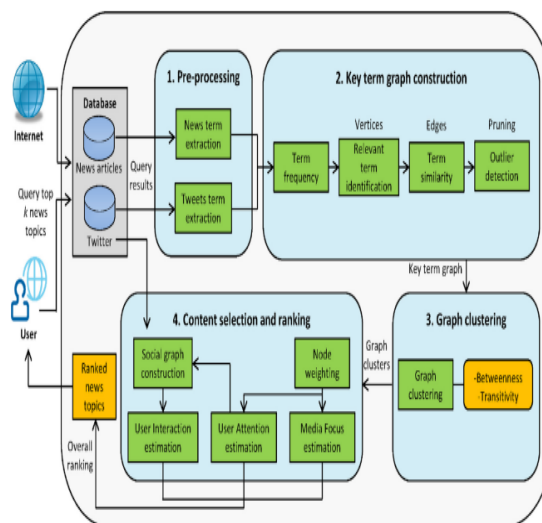 1. Pre-processing
2. Key term graph construction
Database
Internet
News articles
Query
results
News term
extraction
Tweets term
extraction
Vertices
Edges
Pruning
Term
frequency
Relevant
term
identification
Term
similarity
Outlier
detection
Query top
k news
topics
Twitter
User
Key term graph
4. Content selection and ranking
3. Graph clustering
Graph
clusters
Social graph
construction
Node
weighting
Graph
clustering
-Betweenness
-Transitivity
Ranked
news
topics
User Interaction
estimation
User Attention
estimation
Media Focus
estimation
Overall
ranking